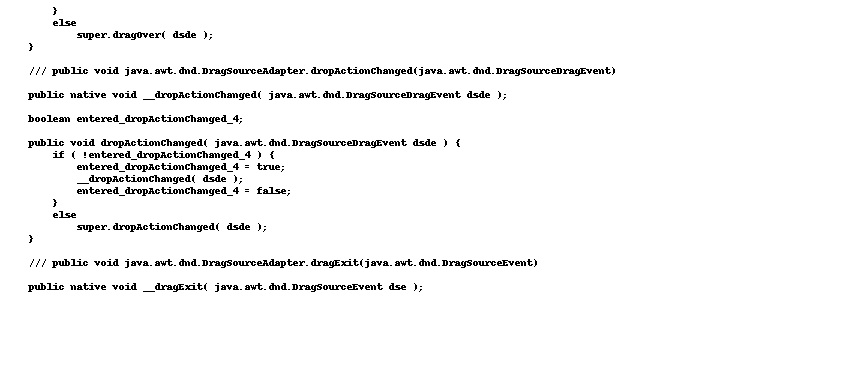 }
    else
        super.dragOver( dsde );
}

/// public void java.awt.dnd.DragSourceAdapter.dropActionChanged(java.awt.dnd.DragSourceDragEvent)

public native void __dropActionChanged( java.awt.dnd.DragSourceDragEvent dsde );

boolean entered_dropActionChanged_4;

public void dropActionChanged( java.awt.dnd.DragSourceDragEvent dsde ) {
    if ( !entered_dropActionChanged_4 ) {
        entered_dropActionChanged_4 = true;
        __dropActionChanged( dsde );
        entered_dropActionChanged_4 = false;
    }
    else
        super.dropActionChanged( dsde );
}

/// public void java.awt.dnd.DragSourceAdapter.dragExit(java.awt.dnd.DragSourceEvent)

public native void __dragExit( java.awt.dnd.DragSourceEvent dse );